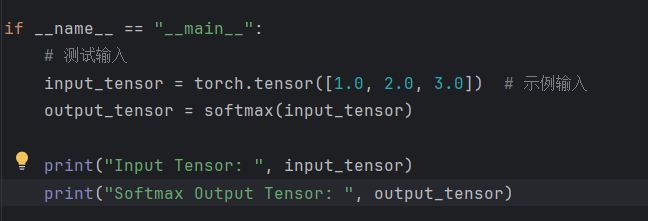 if __name__ == "__main__":
    # 测试输入
    input_tensor = torch.tensor([1.0, 2.0, 3.0])  # 示例输入
    output_tensor = softmax(input_tensor)
    print("Input Tensor: ", input_tensor)
    print("Softmax Output Tensor: ", output_tensor)